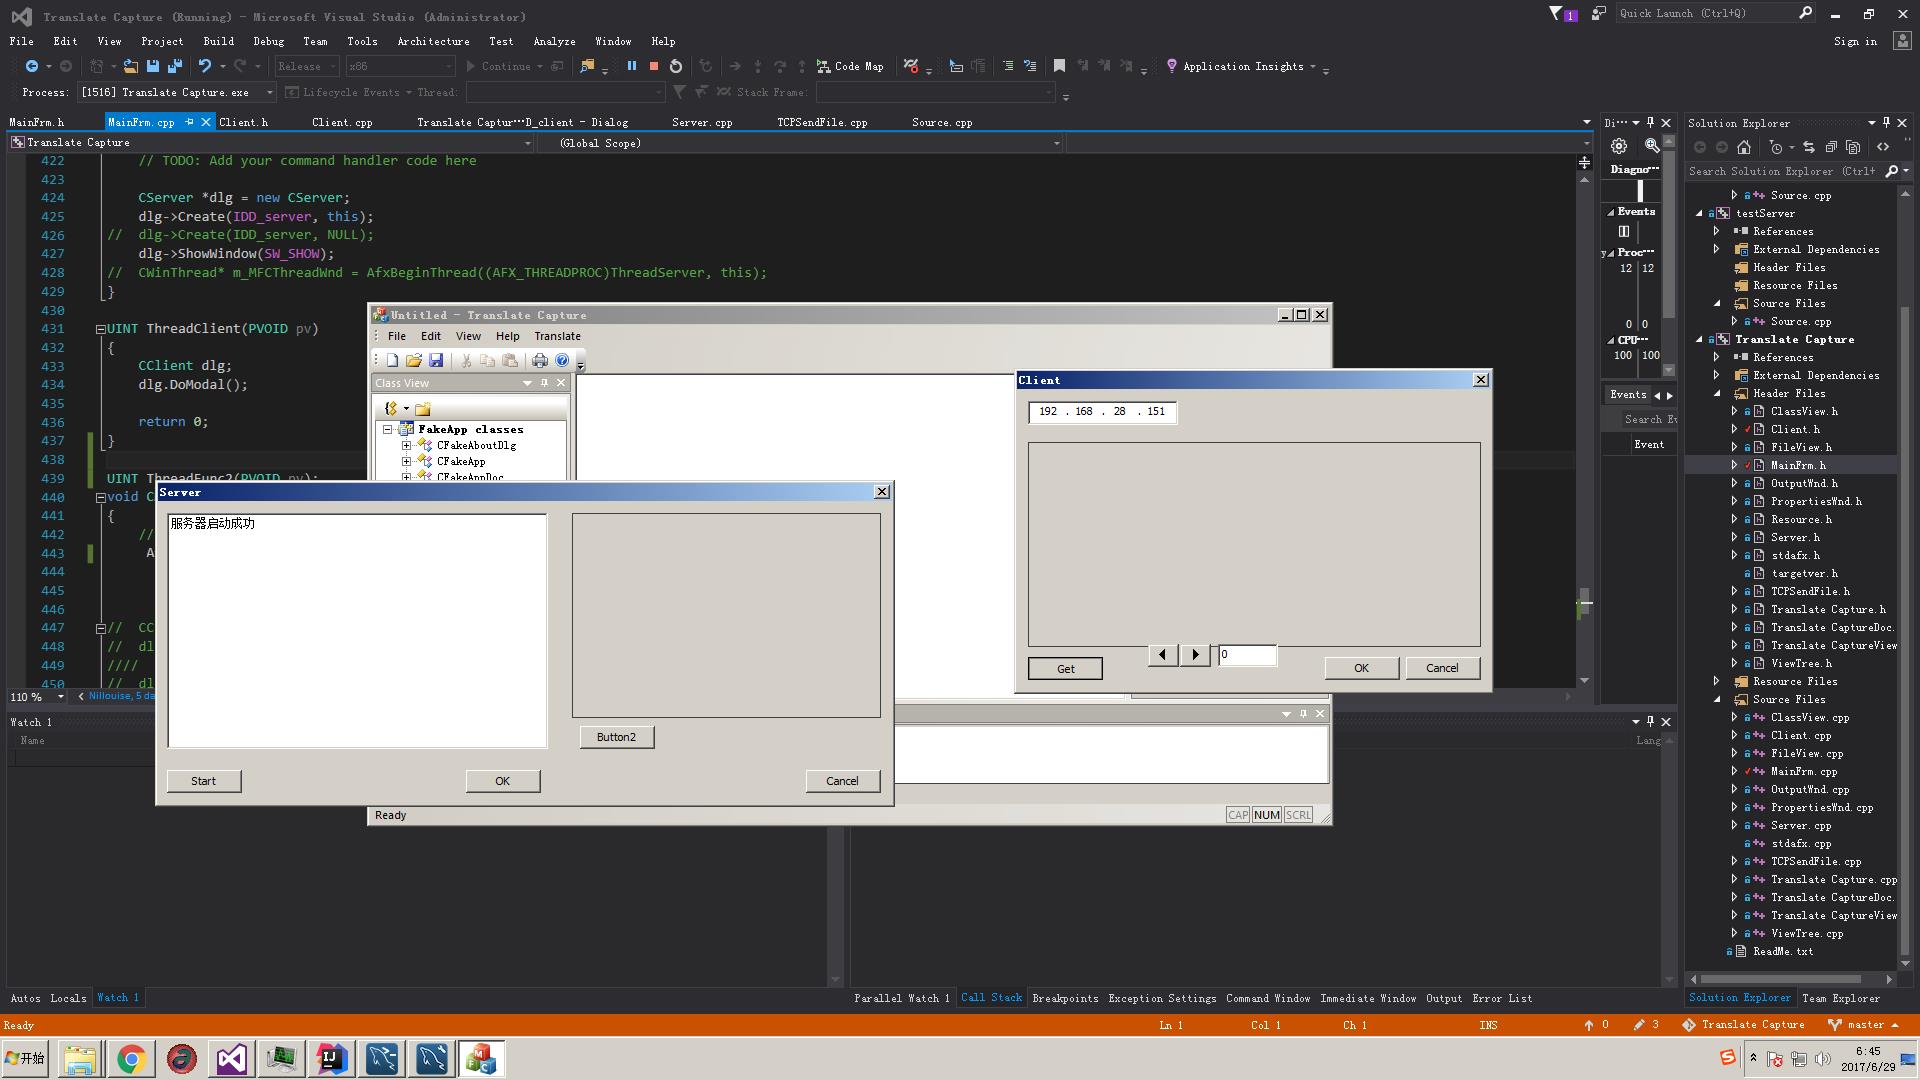 Translate Capture (Running) - Microsoft Visual Studio (Administrator)
1
Quick Launch (Ctrl+Q)
File Edit View Project Build Debug Team Tools Architecture Test Analyze Window Help
Sign in
Release x86 Continue Code Map Application Insights
Process: [1516] Translate Capture.exe Lifecycle Events Thread: Stack Frame:
MainFrm.h MainFrm.cpp Client.h Client.cpp Translate Captur…D_client - Dialog Server.cpp TCPSendFile.cpp Source.cpp
Translate Capture (Global Scope)
422 // TODO: Add your command handler code here
423
424 CServer *dlg = new CServer;
425 dlg->Create(IDD_server, this);
426 // dlg->Create(IDD_server, NULL);
427 dlg->ShowWindow(SW_SHOW);
428 // CWinThread* m_MFCThreadWnd = AfxBeginThread((AFX_THREADPROC)ThreadServer, this);
429 }
430
431 UINT ThreadClient(PVOID pv)
432 {
433 CClient dlg;
434 dlg.DoModal();
435
436 return 0;
437 }
438
439 UINT ThreadFunc2(PVOID pv);
440 void C
441 {
442 //
443 A
444
445
446
447 // CC
448 // dl
449 ////
450 // dl
110 % Nillouise, 5 da
Untitled - Translate Capture
File Edit View Help Translate
Class View
FakeApp classes
CFakeAboutDlg
CFakeApp
CFakeAppDoc
Ready
CAP NUM SCRL
Client
192 . 168 . 28 . 151
Get
0
OK
Cancel
Server
服务器启动成功
Button2
Start
OK
Cancel
Watch 1
Name
Lang
Autos Locals Watch 1
Parallel Watch 1 Call Stack Breakpoints Exception Settings Command Window Immediate Window Output Error List
Di…
Diagno…
Events
Proc…
12 12
0 0
CPU…
100 100
Events
Search Ev
Event
Solution Explorer
Search Solution Explorer (Ctrl+
Source.cpp
testServer
References
External Dependencies
Header Files
Resource Files
Source Files
Source.cpp
Translate Capture
References
External Dependencies
Header Files
ClassView.h
Client.h
FileView.h
MainFrm.h
OutputWnd.h
PropertiesWnd.h
Resource.h
Server.h
stdafx.h
targetver.h
TCPSendFile.h
Translate Capture.h
Translate CaptureDoc.
Translate CaptureView
ViewTree.h
Resource Files
Source Files
ClassView.cpp
Client.cpp
FileView.cpp
MainFrm.cpp
OutputWnd.cpp
PropertiesWnd.cpp
Server.cpp
stdafx.cpp
TCPSendFile.cpp
Translate Capture.cpp
Translate CaptureDoc.
Translate CaptureView
ViewTree.cpp
ReadMe.txt
Solution Explorer Team Explorer
Ready Ln 1 Col 1 Ch 1 INS 0 3 Translate Capture master
开始
6:45
2017/6/29